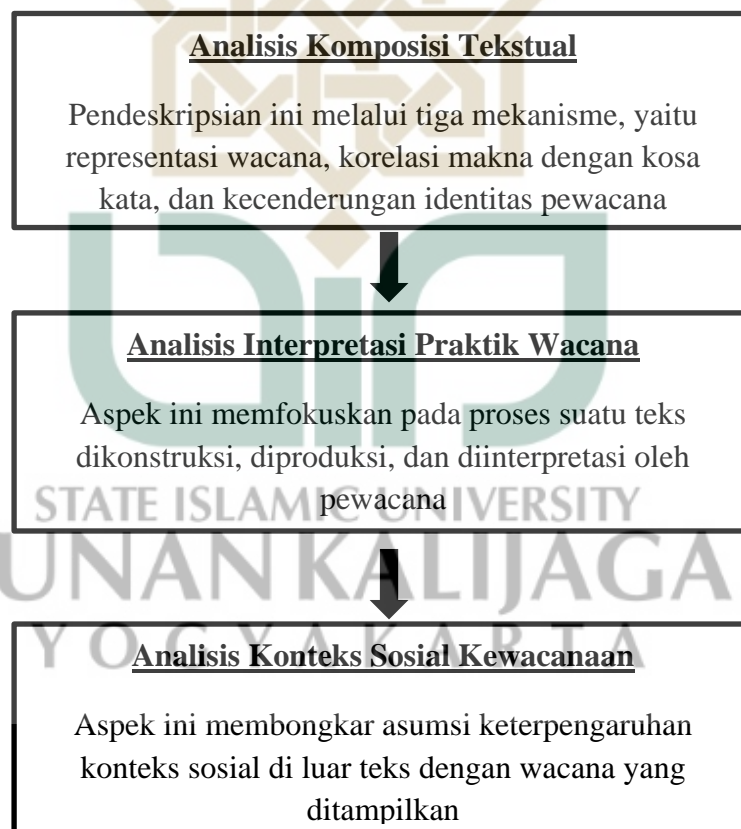 Analisis Komposisi Tekstual
Pendeskripsian ini melalui tiga mekanisme, yaitu
representasi wacana, korelasi makna dengan kosa
kata, dan kecenderungan identitas pewacana
Analisis Interpretasi Praktik Wacana
Aspek ini memfokuskan pada proses suatu teks
dikonstruksi, diproduksi, dan diinterpretasi oleh
pewacana
STATE ISLAMIC UNIVERSITY
UNAN KALIJAGA
YOGYAKARTA
Analisis Konteks Sosial Kewacanaan
Aspek ini membongkar asumsi keterpengaruhan
konteks sosial di luar teks dengan wacana yang
ditampilkan